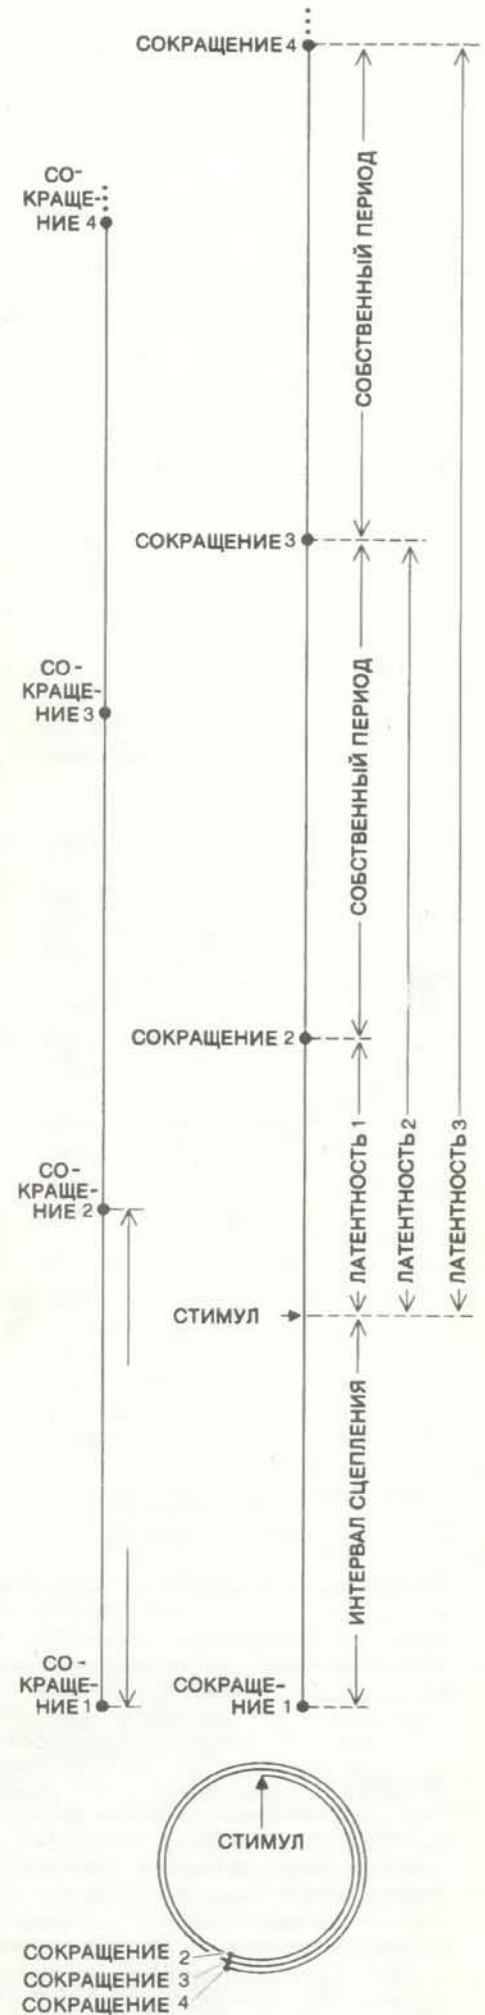 СОКРАЩЕНИЕ 4
СО-
КРАЩЕ-
НИЕ 4
СОБСТВЕННЫЙ ПЕРИОД
СОКРАЩЕНИЕ 3
СО-
КРАЩЕ-
НИЕ 3
СОБСТВЕННЫЙ ПЕРИОД
СОКРАЩЕНИЕ 2
СО-
КРАЩЕ-
НИЕ 2
ЛАТЕНТНОСТЬ 1
ЛАТЕНТНОСТЬ 2
ЛАТЕНТНОСТЬ 3
СТИМУЛ
ИНТЕРВАЛ СЦЕПЛЕНИЯ
СО-
КРАЩЕ-
НИЕ 1
СОКРАЩЕ-
НИЕ 1
СТИМУЛ
СОКРАЩЕНИЕ 2
СОКРАЩЕНИЕ 3
СОКРАЩЕНИЕ 4